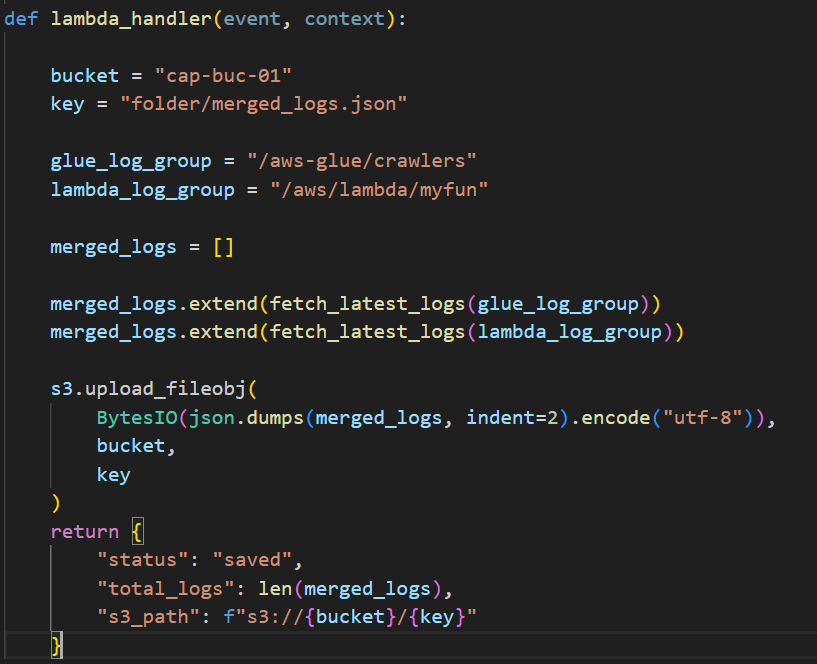 def lambda_handler(event, context):
    bucket = "cap-buc-01"
    key = "folder/merged_logs.json"
    glue_log_group = "/aws-glue/crawlers"
    lambda_log_group = "/aws/lambda/myfun"
    merged_logs = []
    merged_logs.extend(fetch_latest_logs(glue_log_group))
    merged_logs.extend(fetch_latest_logs(lambda_log_group))
    s3.upload_fileobj(
        BytesIO(json.dumps(merged_logs, indent=2).encode("utf-8")),
        bucket,
        key
    )
    return {
        "status": "saved",
        "total_logs": len(merged_logs),
        "s3_path": f"s3://{bucket}/{key}"
    }